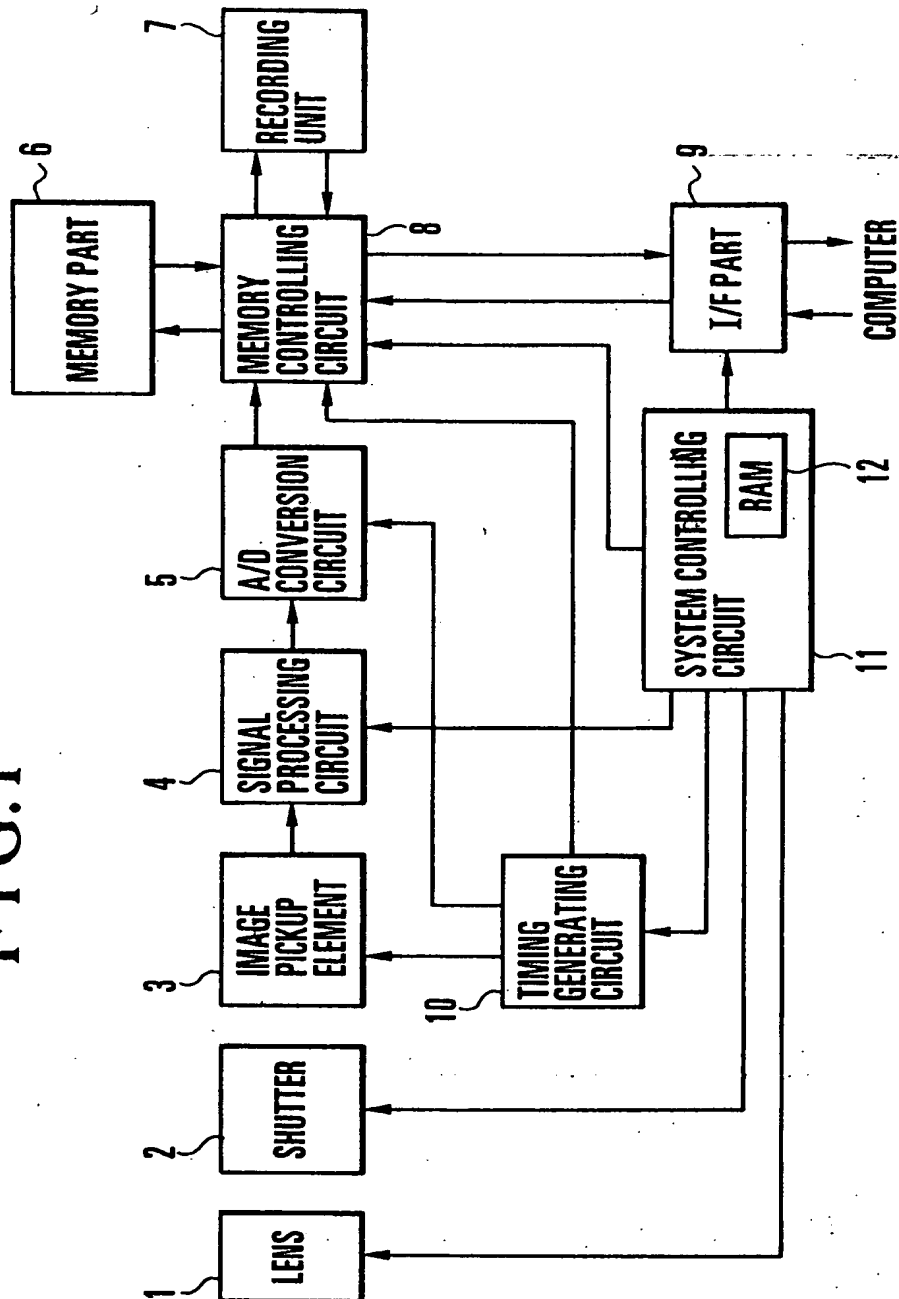 FIG. 1
6
MEMORY PART
1
LENS
2
SHUTTER
3
IMAGE
PICKUP
ELEMENT
4
SIGNAL
PROCESSING
CIRCUIT
5
A/D
CONVERSION
CIRCUIT
MEMORY
CONTROLLING
CIRCUIT
8
7
RECORDING
UNIT
10
TIMING
GENERATING
CIRCUIT
SYSTEM CONTROLLING
CIRCUIT
RAM
11
12
9
I/F PART
COMPUTER